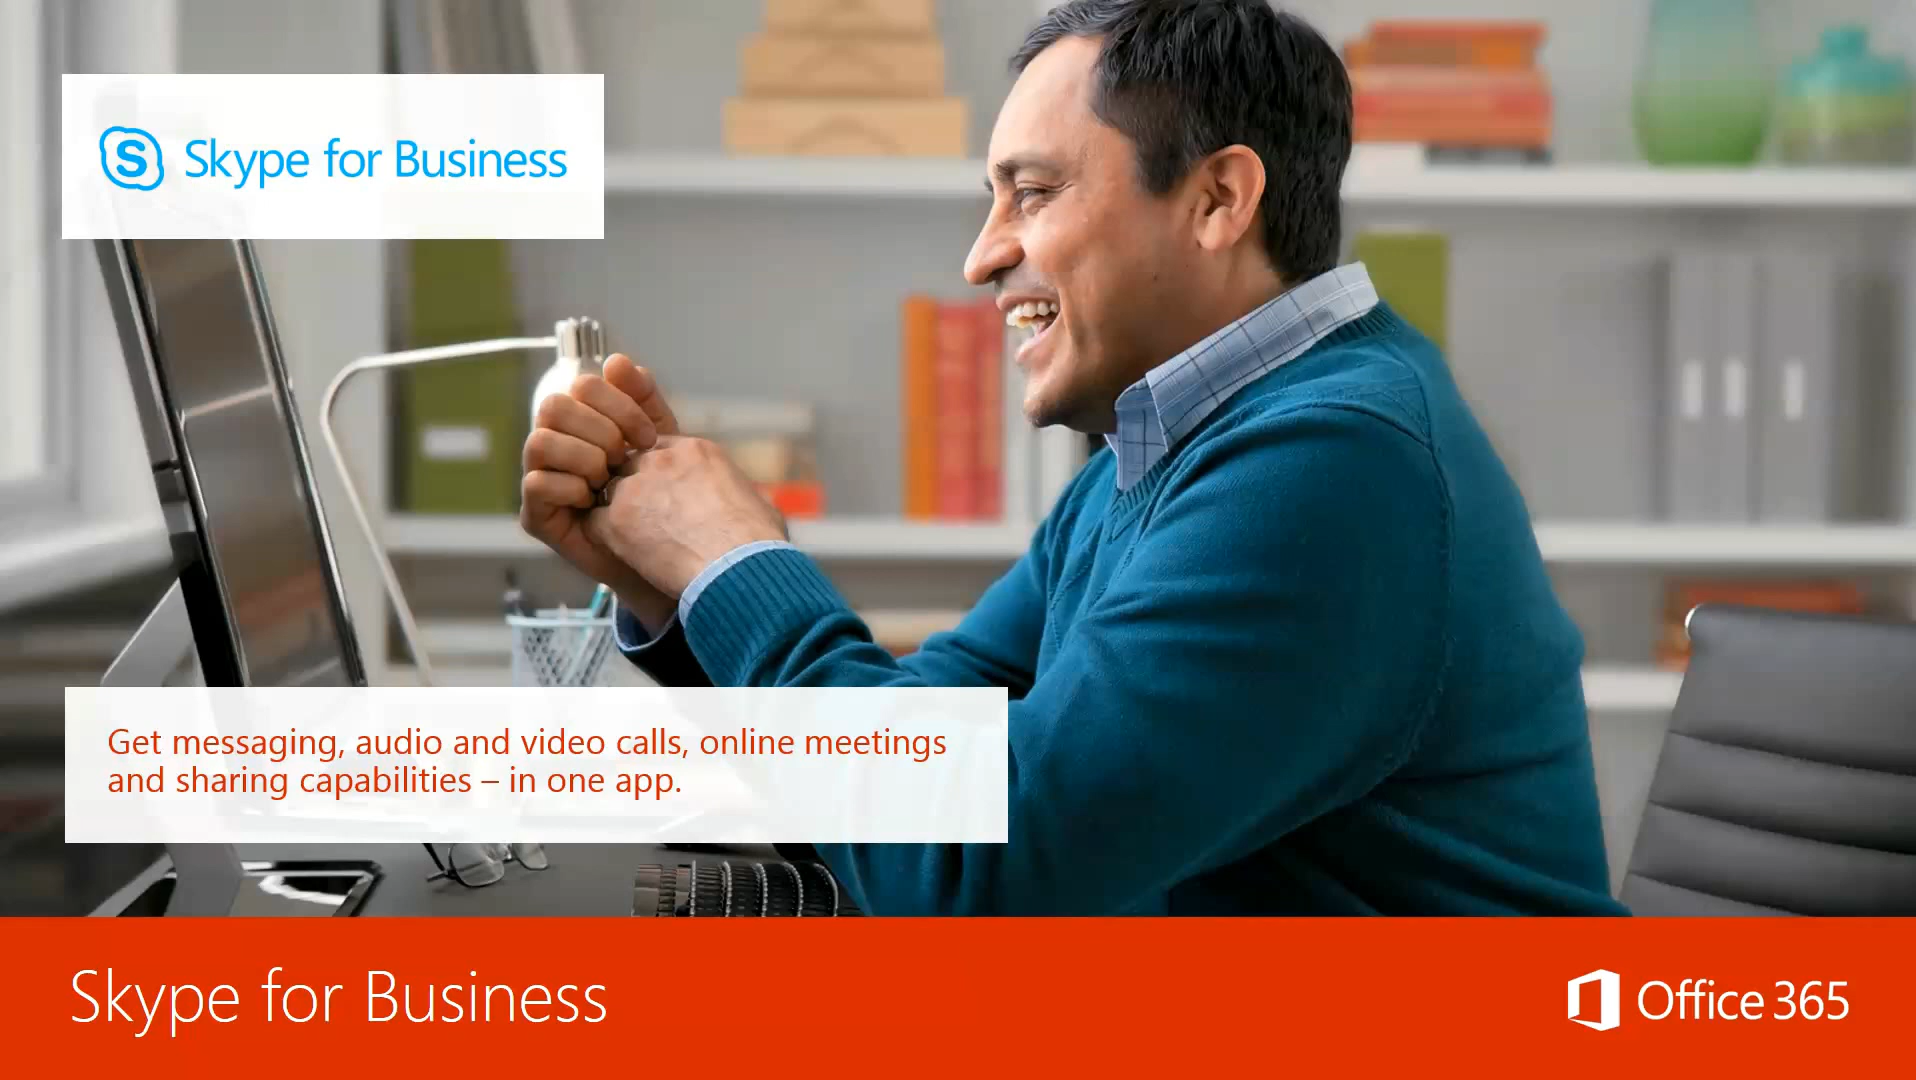 Skype for Business
Get messaging, audio and video calls, online meetings
and sharing capabilities – in one app.
Skype for Business
Office 365